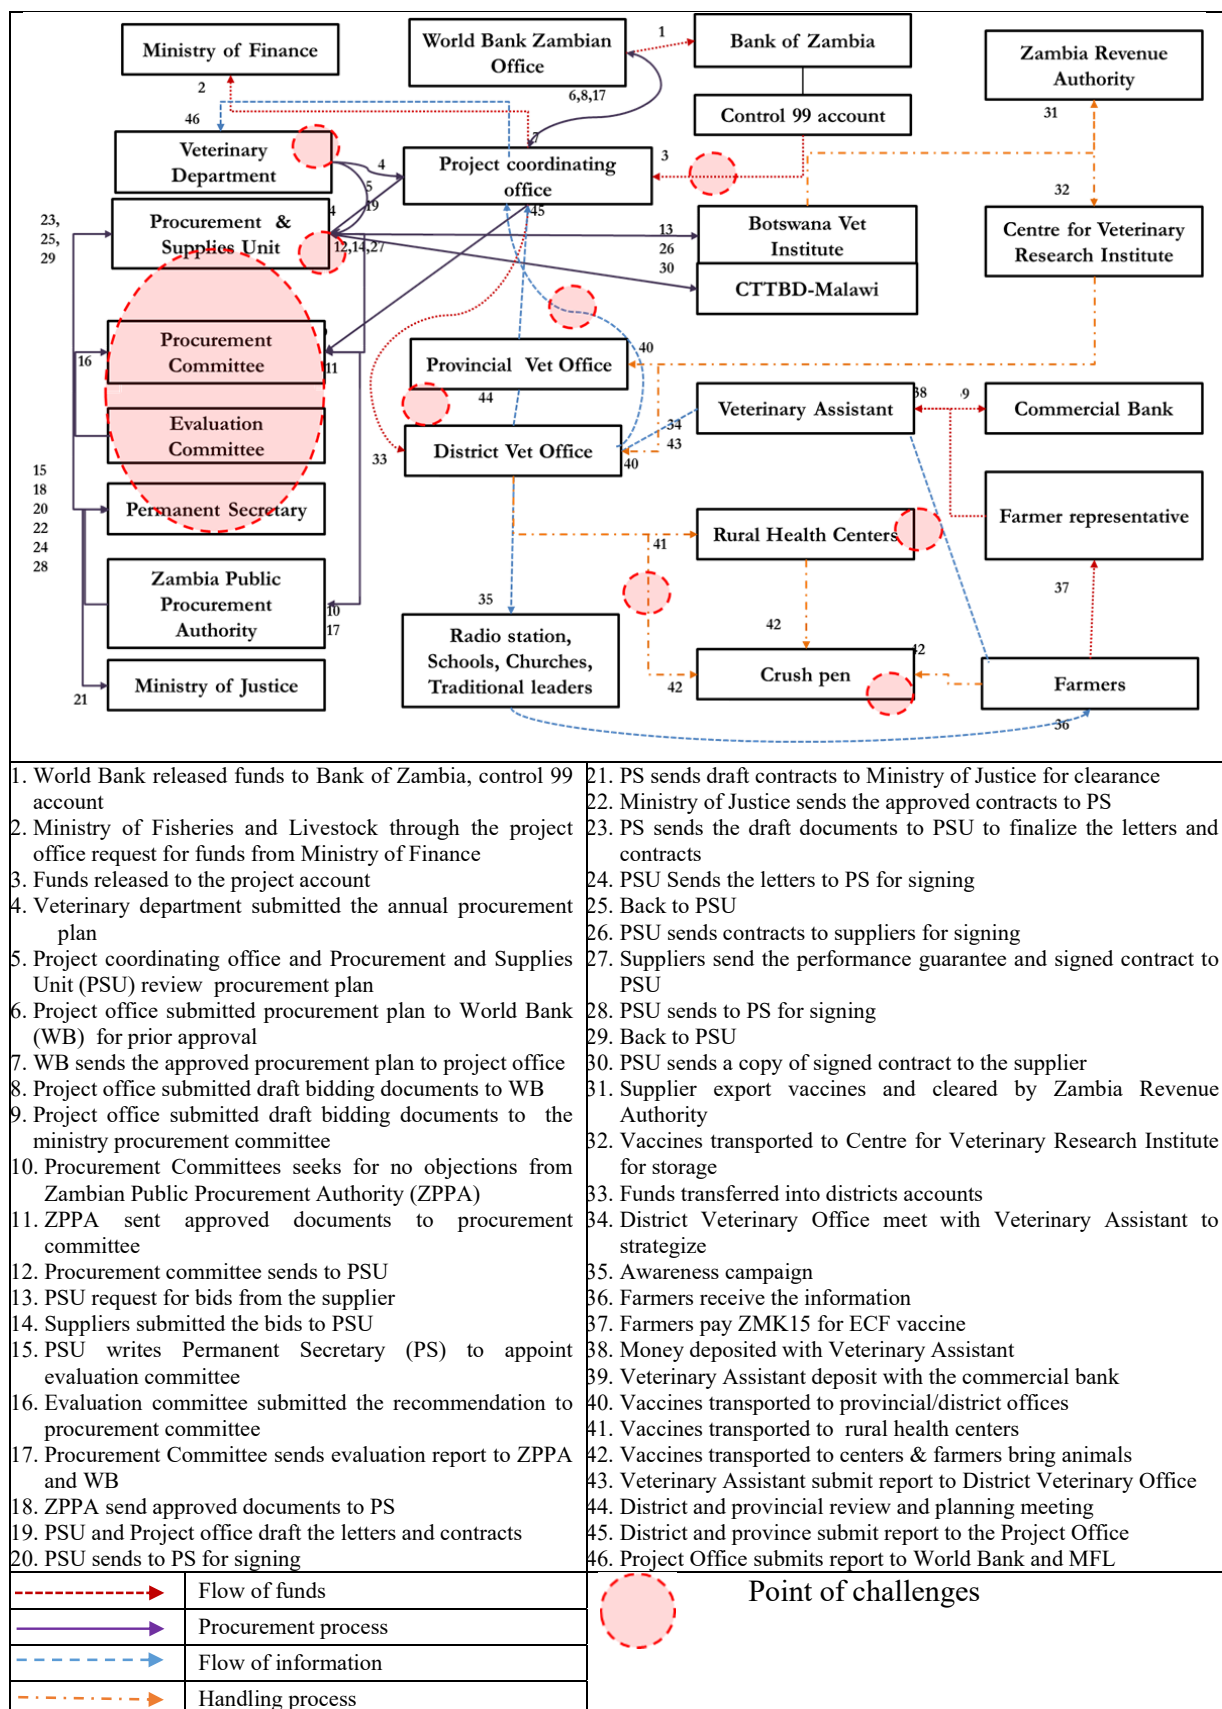 Ministry of Finance
World Bank Zambian
Office
1
Bank of Zambia
Zambia Revenue
Authority
2
6,8,17
31
Control 99 account
46
7
Veterinary
Department
4
Project coordinating
office
3
5
19
32
4
45
23,
25,
29
Procurement &
Supplies Unit
12,14,27
13
26
30
Botswana Vet
Institute
CTTBD-Malawi
Centre for Veterinary
Research Institute
16
Procurement
Committee
11
Provincial Vet Office
40
44
Veterinary Assistant
38
9
Commercial Bank
Evaluation
Committee
34
43
33
District Vet Office
40
15
18
20
22
24
28
Permanent Secretary
Rural Health Centers
Farmer representative
41
Zambia Public
Procurement
Authority
10
17
35
37
42
Radio station,
Schools, Churches,
Traditional leaders
42
Crush pen
42
Farmers
21
Ministry of Justice
36
1. World Bank released funds to Bank of Zambia, control 99
account
2. Ministry of Fisheries and Livestock through the project
office request for funds from Ministry of Finance
3. Funds released to the project account
4. Veterinary department submitted the annual procurement
plan
5. Project coordinating office and Procurement and Supplies
Unit (PSU) review procurement plan
6. Project office submitted procurement plan to World Bank
(WB) for prior approval
7. WB sends the approved procurement plan to project office
8. Project office submitted draft bidding documents to WB
9. Project office submitted draft bidding documents to the
ministry procurement committee
10. Procurement Committees seeks for no objections from
Zambian Public Procurement Authority (ZPPA)
11. ZPPA sent approved documents to procurement
committee
12. Procurement committee sends to PSU
13. PSU request for bids from the supplier
14. Suppliers submitted the bids to PSU
15. PSU writes Permanent Secretary (PS) to appoint
evaluation committee
16. Evaluation committee submitted the recommendation to
procurement committee
17. Procurement Committee sends evaluation report to ZPPA
and WB
18. ZPPA send approved documents to PS
19. PSU and Project office draft the letters and contracts
20. PSU sends to PS for signing
21. PS sends draft contracts to Ministry of Justice for clearance
22. Ministry of Justice sends the approved contracts to PS
23. PS sends the draft documents to PSU to finalize the letters and
contracts
24. PSU Sends the letters to PS for signing
25. Back to PSU
26. PSU sends contracts to suppliers for signing
27. Suppliers send the performance guarantee and signed contract to
PSU
28. PSU sends to PS for signing
29. Back to PSU
30. PSU sends a copy of signed contract to the supplier
31. Supplier export vaccines and cleared by Zambia Revenue
Authority
32. Vaccines transported to Centre for Veterinary Research Institute
for storage
33. Funds transferred into districts accounts
34. District Veterinary Office meet with Veterinary Assistant to
strategize
35. Awareness campaign
36. Farmers receive the information
37. Farmers pay ZMK15 for ECF vaccine
38. Money deposited with Veterinary Assistant
39. Veterinary Assistant deposit with the commercial bank
40. Vaccines transported to provincial/district offices
41. Vaccines transported to rural health centers
42. Vaccines transported to centers & farmers bring animals
43. Veterinary Assistant submit report to District Veterinary Office
44. District and provincial review and planning meeting
45. District and province submit report to the Project Office
46. Project Office submits report to World Bank and MFL
Flow of funds
Procurement process
Flow of information
Handling process
Point of challenges